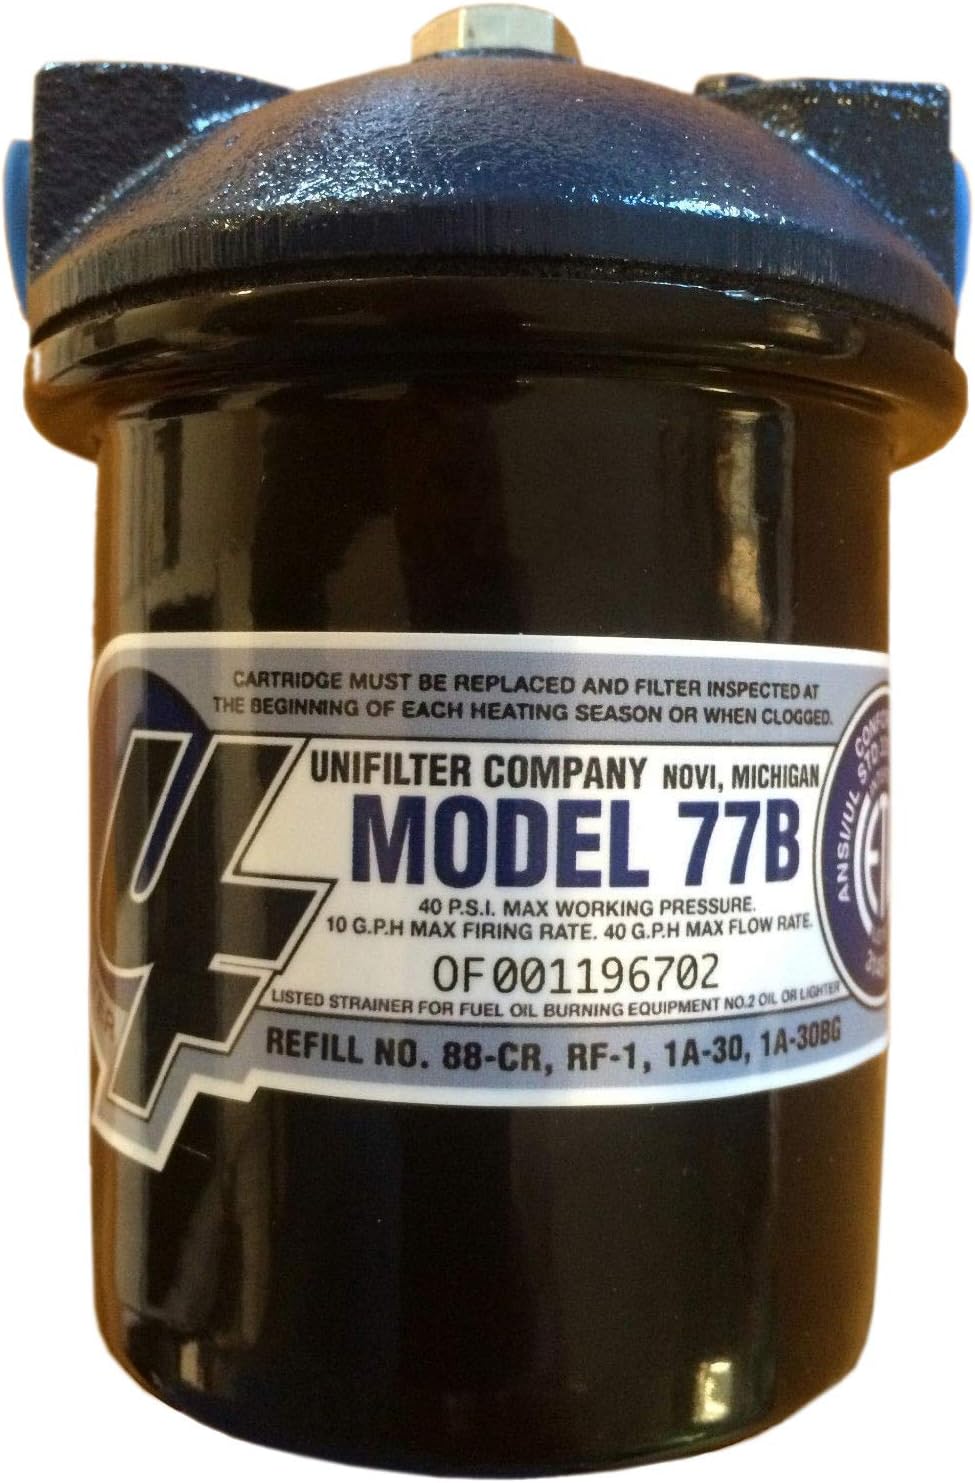 CARTRIDGE MUST BE REPLACED AND FILTER INSPECTED AT
THE BEGINNING OF EACH HEATING SEASON OR WHEN CLOGGED.
UNIFILTER COMPANY NOVI, MICHIGAN
MODEL 77B
40 P.S.I. MAX WORKING PRESSURE.
10 G.P.H MAX FIRING RATE. 40 G.P.H MAX FLOW RATE.
OF001196702
LISTED STRAINER FOR FUEL OIL BURNING EQUIPMENT NO.2 OIL OR LIGHTER
REFILL NO. 88-CR, RF-1, 1A-30, 1A-30BG
ANSI/UL STD.